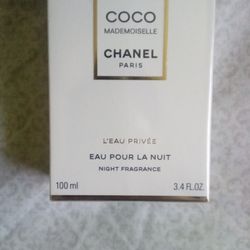 COCO
MADEMOISELLE
CHANEL
PARIS
L'EAU PRIVÉE
EAU POUR LA NUIT
NIGHT FRAGRANCE
100 ml
3.4 FL.OZ.